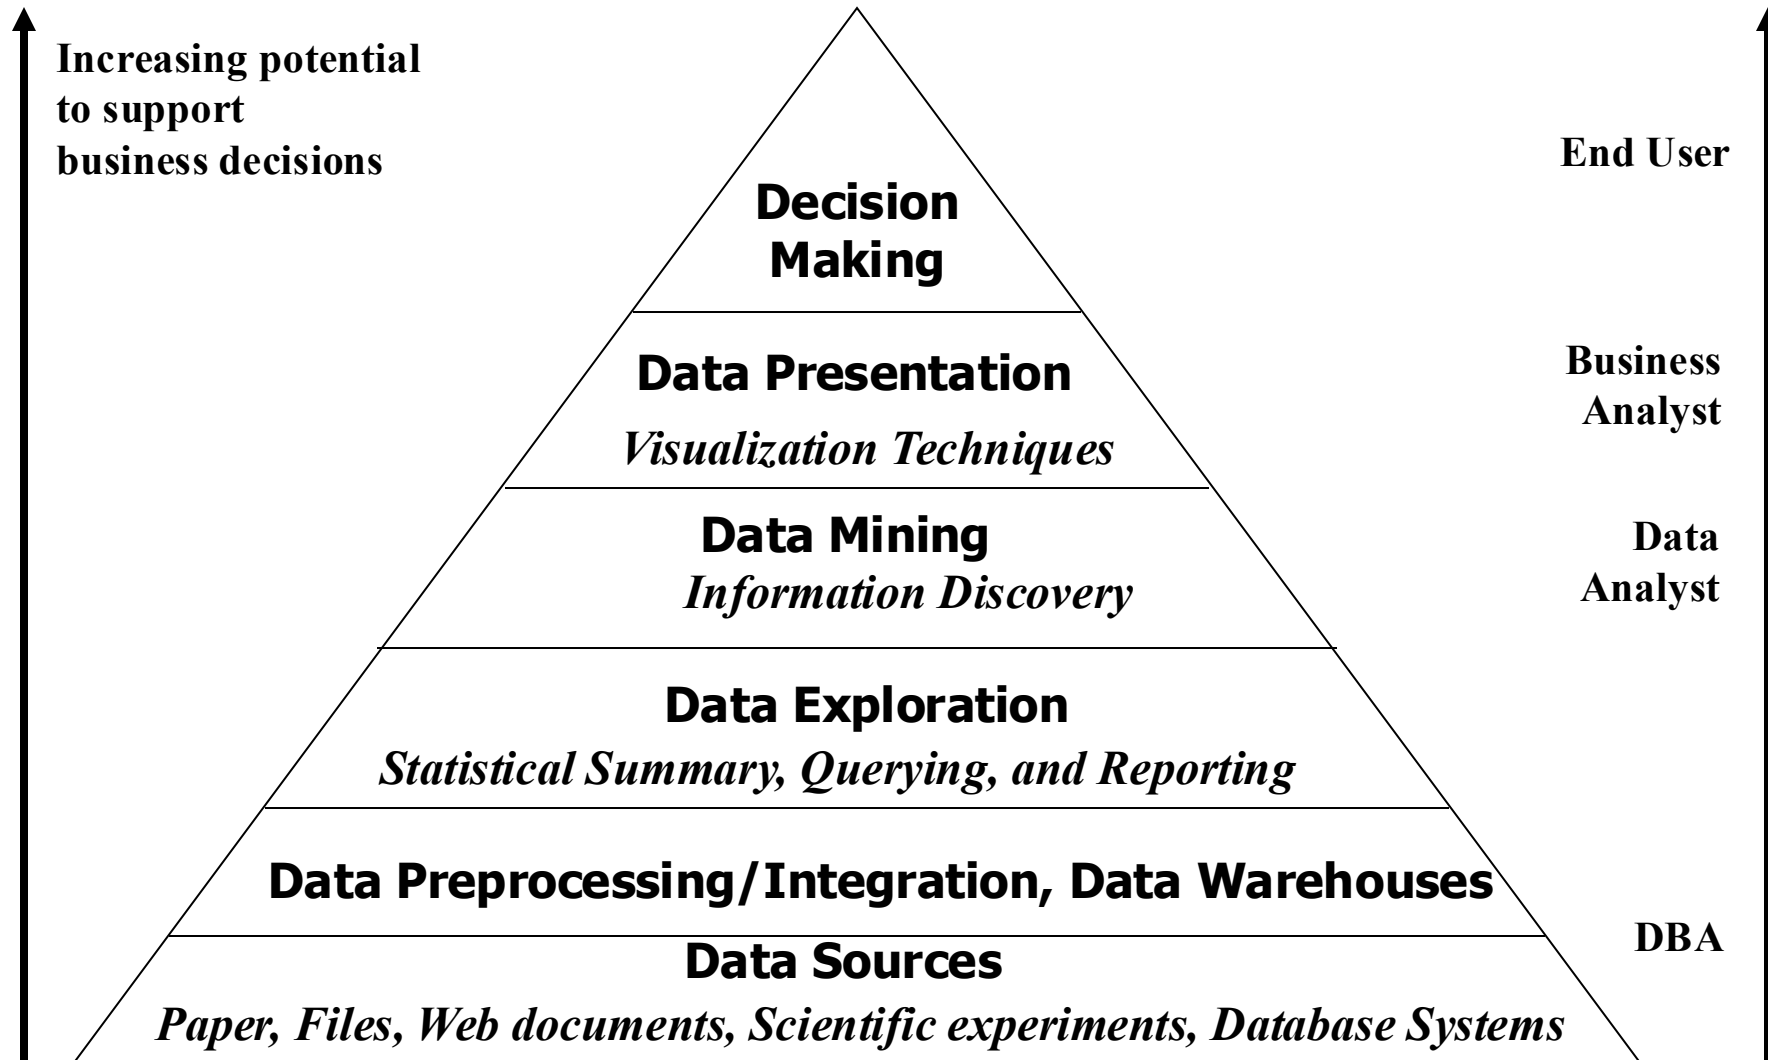 Increasing potential
to support
business decisions
End User
Decision
Making
Data Presentation
Visualization Techniques
Business
Analyst
Data Mining
Information Discovery
Data
Analyst
Data Exploration
Statistical Summary, Querying, and Reporting
Data Preprocessing/Integration, Data Warehouses
DBA
Data Sources
Paper, Files, Web documents, Scientific experiments, Database Systems